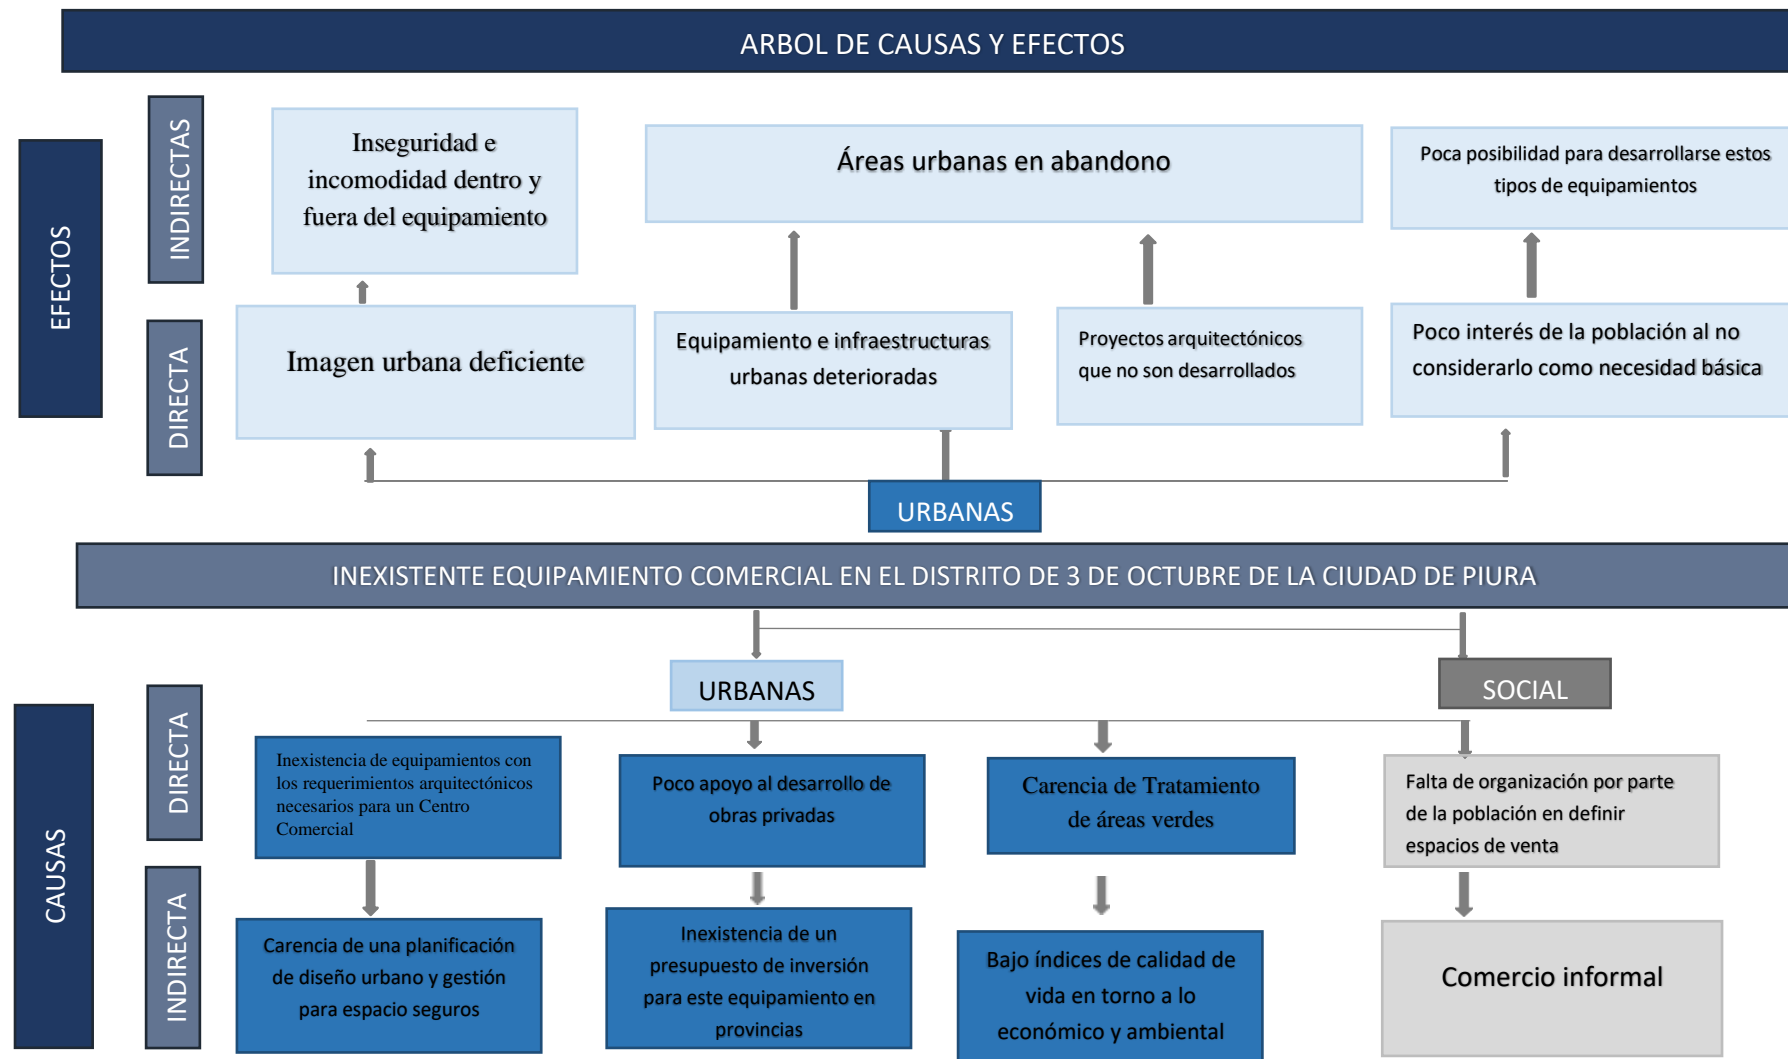 ARBOL DE CAUSAS Y EFECTOS
EFECTOS
INDIRECTAS
Inseguridad e
incomodidad dentro y
fuera del equipamiento
Áreas urbanas en abandono
Poca posibilidad para desarrollarse estos
tipos de equipamientos
DIRECTA
Imagen urbana deficiente
Equipamiento e infraestructuras
urbanas deterioradas
Proyectos arquitectónicos
que no son desarrollados
Poco interés de la población al no
considerarlo como necesidad básica
URBANAS
INEXISTENTE EQUIPAMIENTO COMERCIAL EN EL DISTRITO DE 3 DE OCTUBRE DE LA CIUDAD DE PIURA
URBANAS
SOCIAL
CAUSAS
DIRECTA
Inexistencia de equipamientos con
los requerimientos arquitectónicos
necesarios para un Centro
Comercial
Poco apoyo al desarrollo de
obras privadas
Carencia de Tratamiento
de áreas verdes
Falta de organización por parte
de la población en definir
espacios de venta
INDIRECTA
Carencia de una planificación
de diseño urbano y gestión
para espacio seguros
Inexistencia de un
presupuesto de inversión
para este equipamiento en
provincias
Bajo índices de calidad de
vida en torno a lo
económico y ambiental
Comercio informal